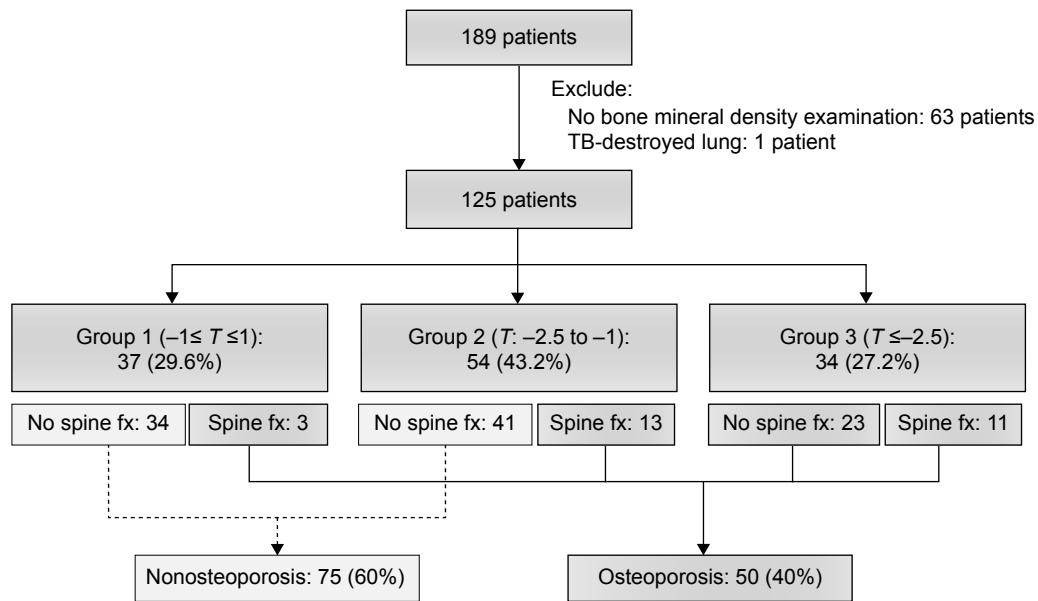 189 patients
Exclude:
No bone mineral density examination: 63 patients
TB-destroyed lung: 1 patient
125 patients
Group 1 (–1≤ T ≤1):
37 (29.6%)
Group 2 (T: –2.5 to –1):
54 (43.2%)
Group 3 (T ≤–2.5):
34 (27.2%)
No spine fx: 34
Spine fx: 3
No spine fx: 41
Spine fx: 13
No spine fx: 23
Spine fx: 11
Nonosteoporosis: 75 (60%)
Osteoporosis: 50 (40%)